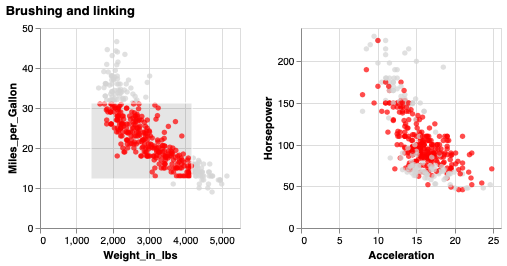 Brushing and linking
Miles_per_Gallon
50
40
30
20
10
0
0 1,000 2,000 3,000 4,000 5,000
Weight_in_lbs
Horsepower
200
150
100
50
0
0 5 10 15 20 25
Acceleration